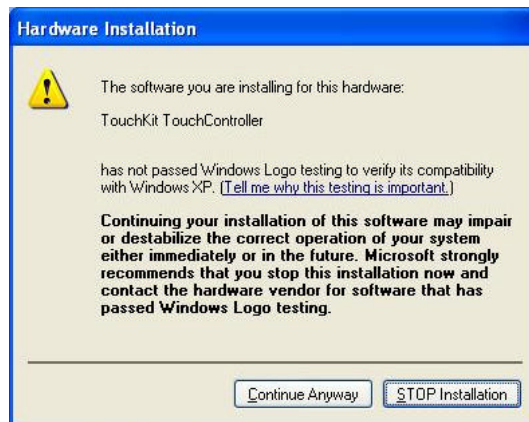 Hardware Installation
The software you are installing for this hardware:
TouchKit TouchController
has not passed Windows Logo testing to verify its compatibility
with Windows XP. (Tell me why this testing is important.)
Continuing your installation of this software may impair
or destabilize the correct operation of your system
either immediately or in the future. Microsoft strongly
recommends that you stop this installation now and
contact the hardware vendor for software that has
passed Windows Logo testing.
Continue Anyway
STOP Installation